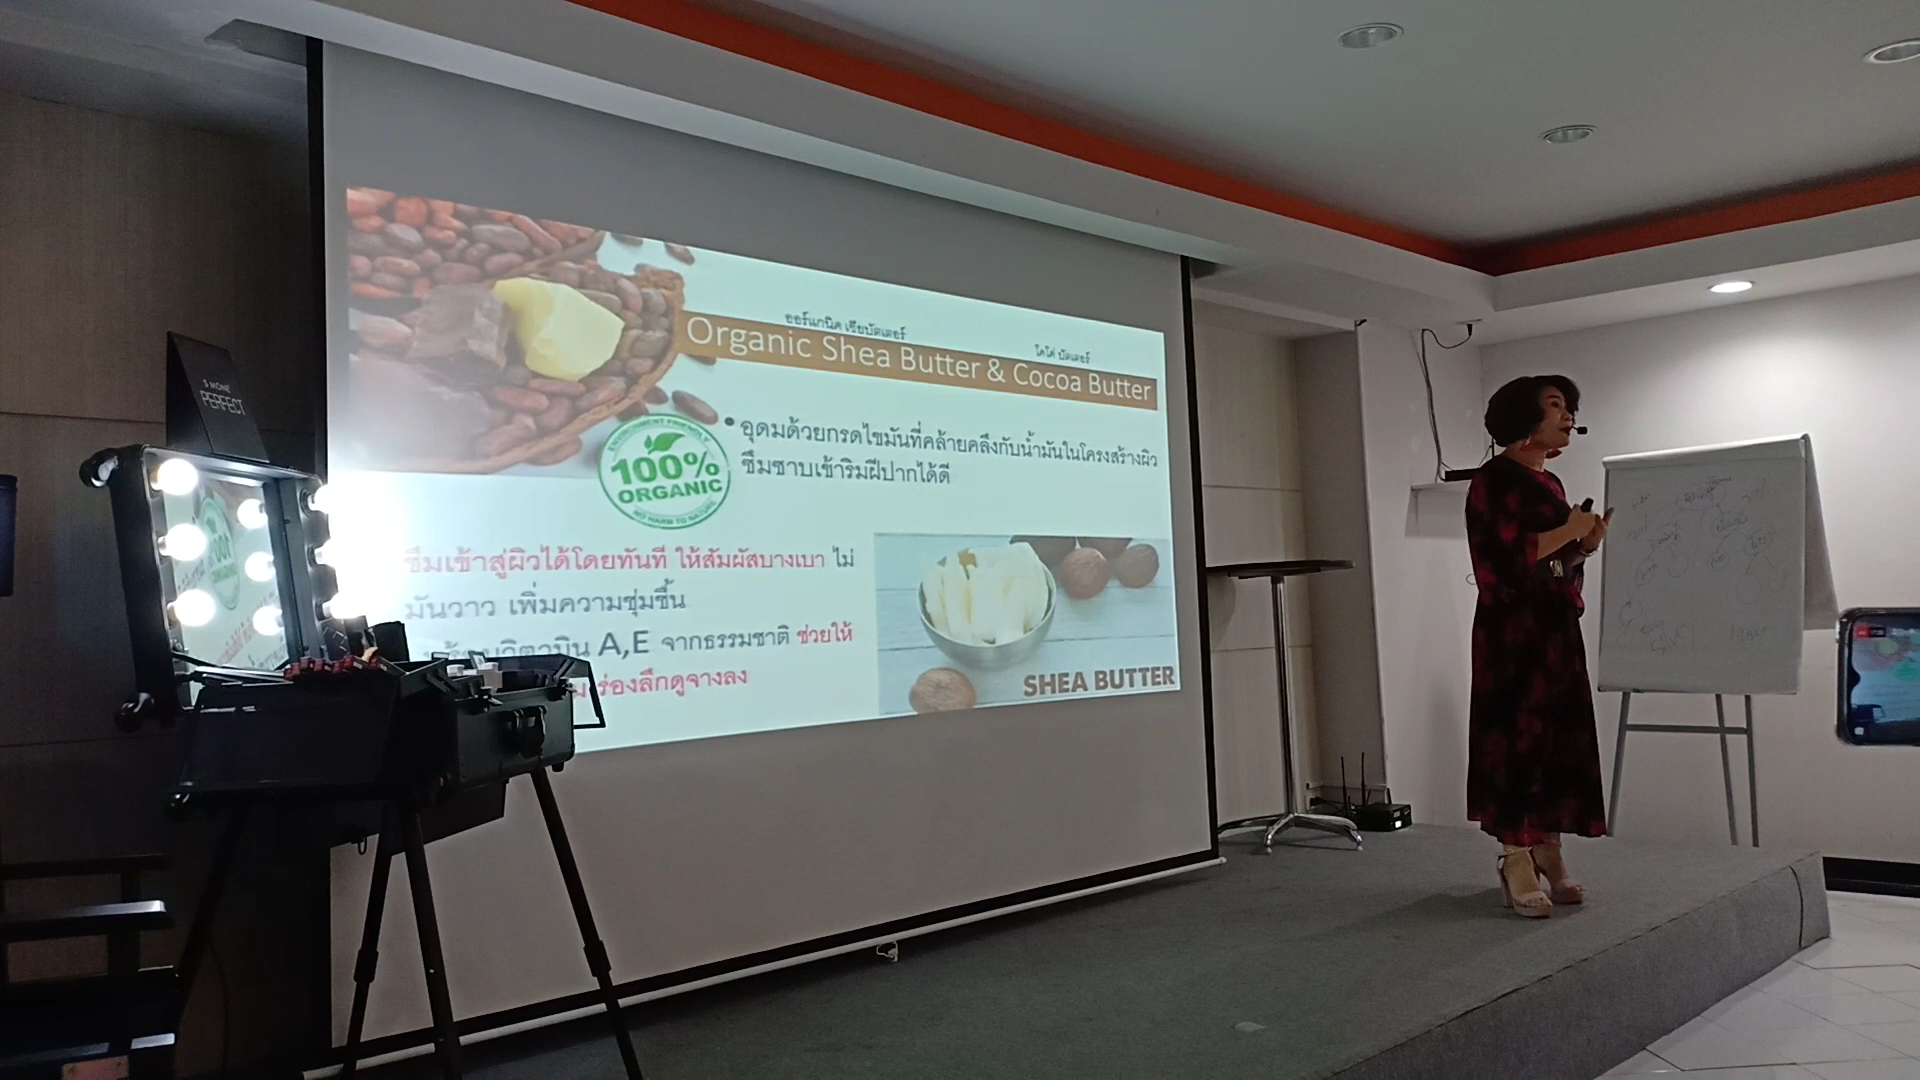 ออร์แกนิค เชียบัตเตอร์
โกโก้ บัตเตอร์
Organic Shea Butter & Cocoa Butter
• อุดมด้วยกรดไขมันที่คล้ายคลึงกับน้ำมันในโครงสร้างผิว
ซึมซาบเข้าริมฝีปากได้ดี
ENVIRONMENT FRIENDLY
100%
ORGANIC
NO HARM TO NATURE
ซึมเข้าสู่ผิวได้โดยทันที ให้สัมผัสบางเบา ไม่
มันวาว เพิ่มความชุ่มชื้น
วิตามิน A,E จากธรรมชาติ ช่วยให้
ร่องลึกดูจางลง
SHEA BUTTER
PERFECT